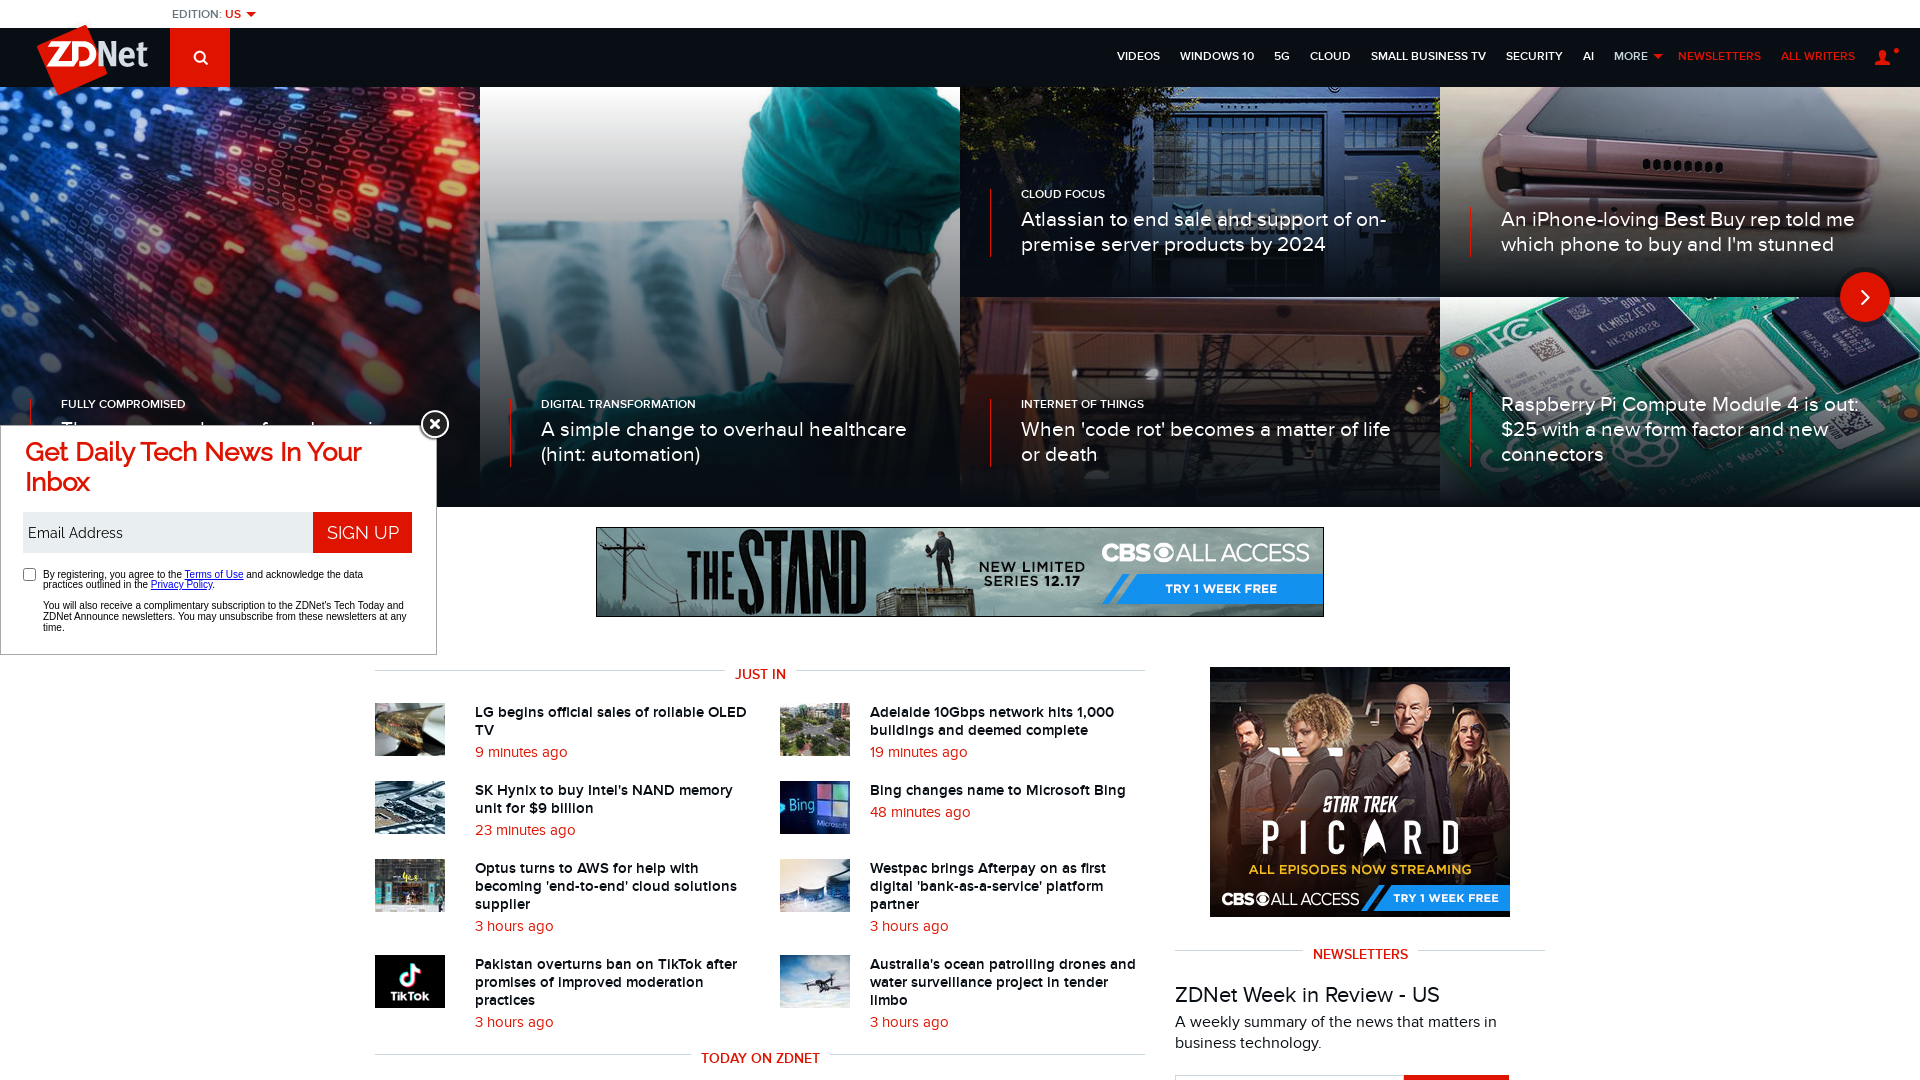 EDITION: US
ZDNet
VIDEOS WINDOWS 10 5G CLOUD SMALL BUSINESS TV SECURITY AI MORE NEWSLETTERS ALL WRITERS
FULLY COMPROMISED
DIGITAL TRANSFORMATION
A simple change to overhaul healthcare
(hint: automation)
CLOUD FOCUS
Atlassian to end sale and support of on-
premise server products by 2024
INTERNET OF THINGS
When 'code rot' becomes a matter of life
or death
An iPhone-loving Best Buy rep told me
which phone to buy and I'm stunned
Raspberry Pi Compute Module 4 is out:
$25 with a new form factor and new
connectors
Get Daily Tech News In Your
Inbox
Email Address
SIGN UP
By registering, you agree to the Terms of Use and acknowledge the data
practices outlined in the Privacy Policy.
You will also receive a complimentary subscription to the ZDNet's Tech Today and
ZDNet Announce newsletters. You may unsubscribe from these newsletters at any
time.
THE STAND
NEW LIMITED
SERIES 12.17
CBS ALL ACCESS
TRY 1 WEEK FREE
JUST IN
LG begins official sales of rollable OLED
TV
9 minutes ago
Adelaide 10Gbps network hits 1,000
buildings and deemed complete
19 minutes ago
SK Hynix to buy Intel's NAND memory
unit for $9 billion
23 minutes ago
Bing
Microsoft
Bing changes name to Microsoft Bing
48 minutes ago
Optus turns to AWS for help with
becoming 'end-to-end' cloud solutions
supplier
3 hours ago
Westpac brings Afterpay on as first
digital 'bank-as-a-service' platform
partner
3 hours ago
TikTok
Pakistan overturns ban on TikTok after
promises of improved moderation
practices
3 hours ago
Australia's ocean patrolling drones and
water surveillance project in tender
limbo
3 hours ago
TODAY ON ZDNET
STAR TREK
PICARD
ALL EPISODES NOW STREAMING
CBS ALL ACCESS
TRY 1 WEEK FREE
NEWSLETTERS
ZDNet Week in Review - US
A weekly summary of the news that matters in
business technology.